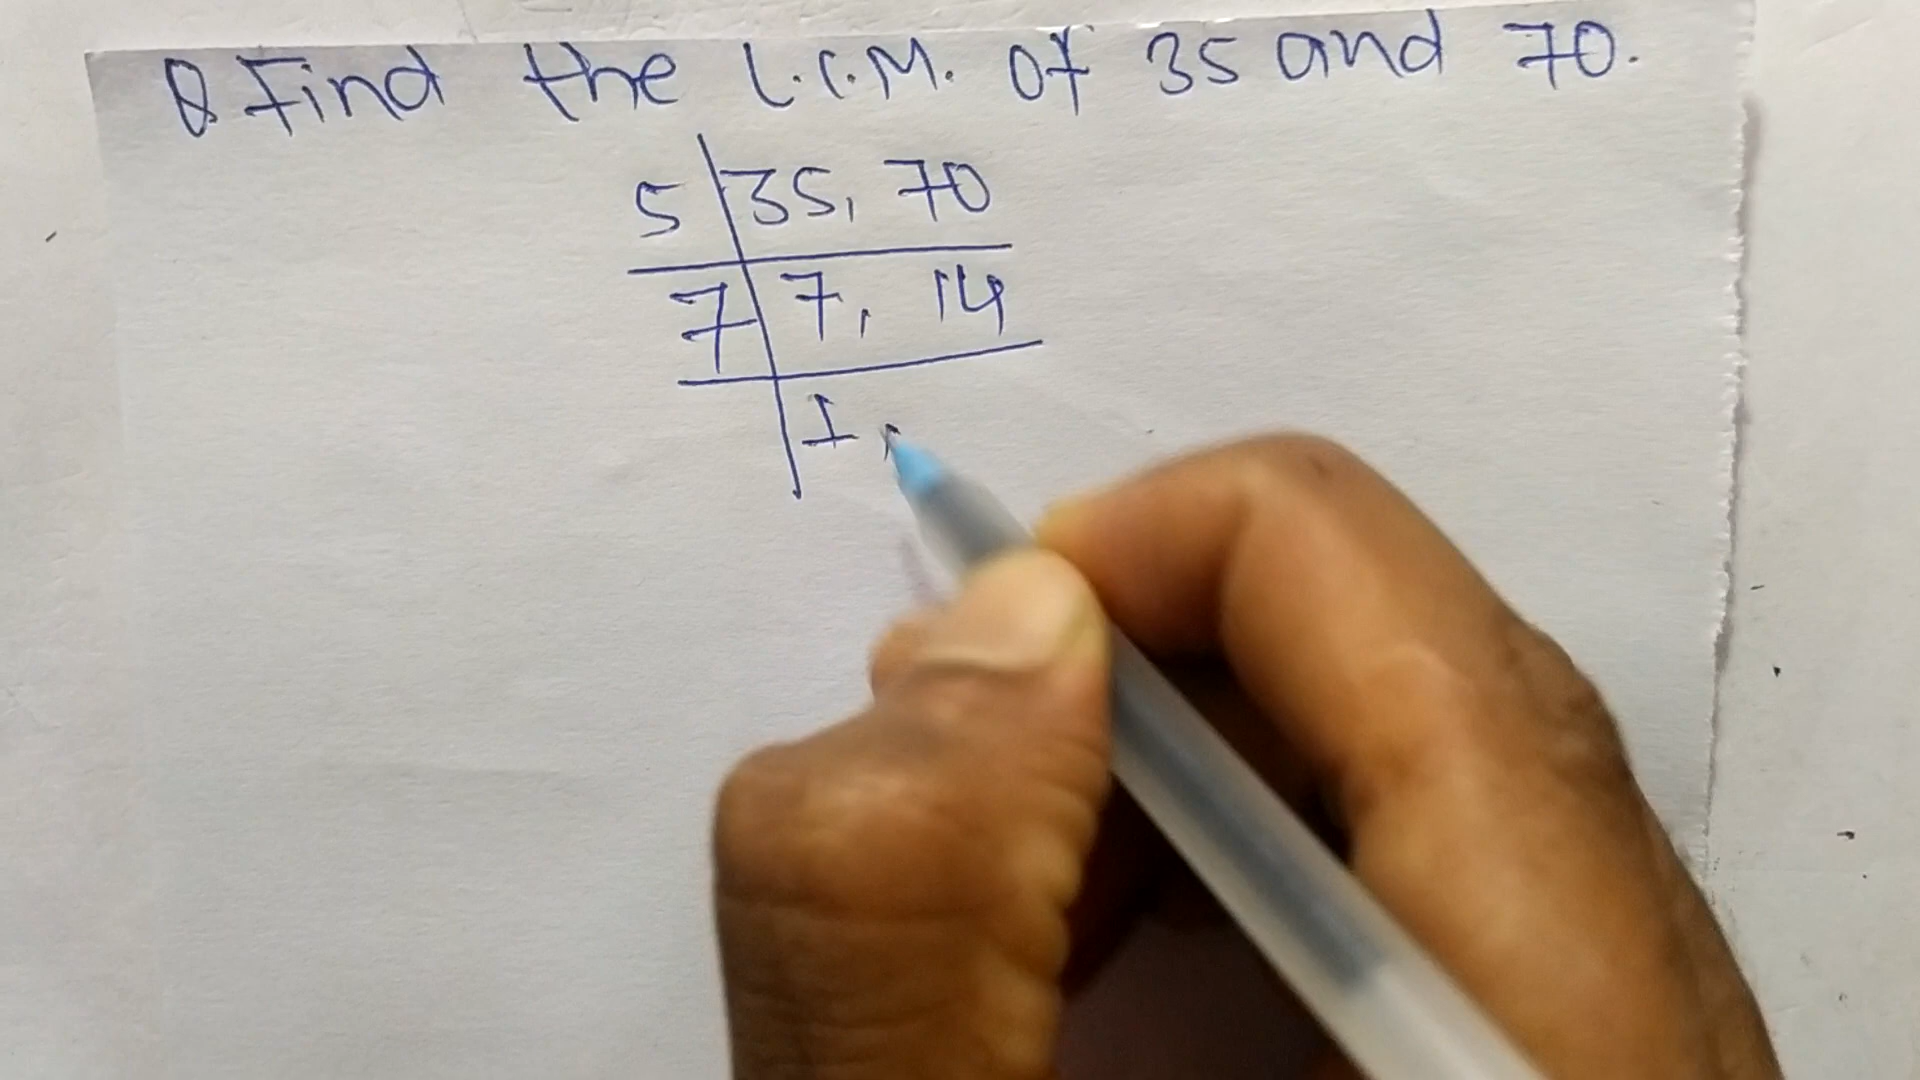 Q Find the L.C.M. of 35 and 70.
5 35, 70
7 7, 14
1,